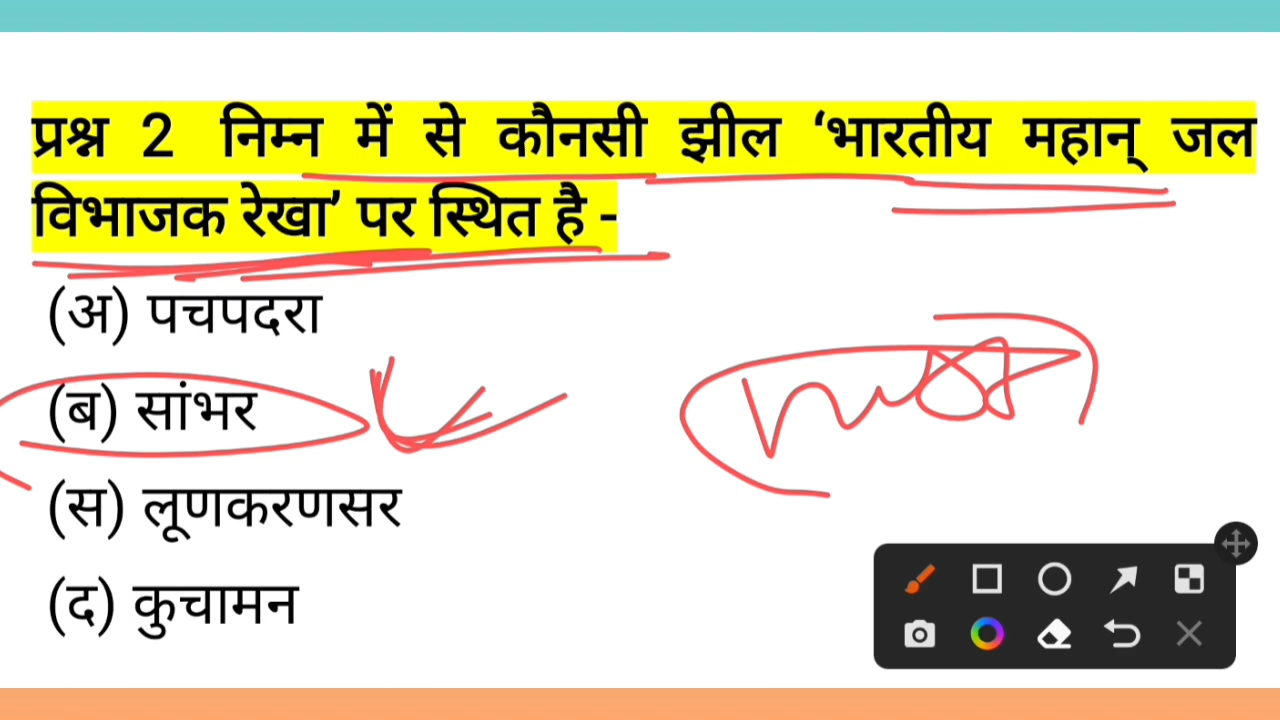 प्रश्न 2 निम्न में से कौनसी झील ‘भारतीय महान् जल
विभाजक रेखा’ पर स्थित है -
(अ) पचपदरा
(ब) सांभर
(स) लूणकरणसर
(द) कुचामन